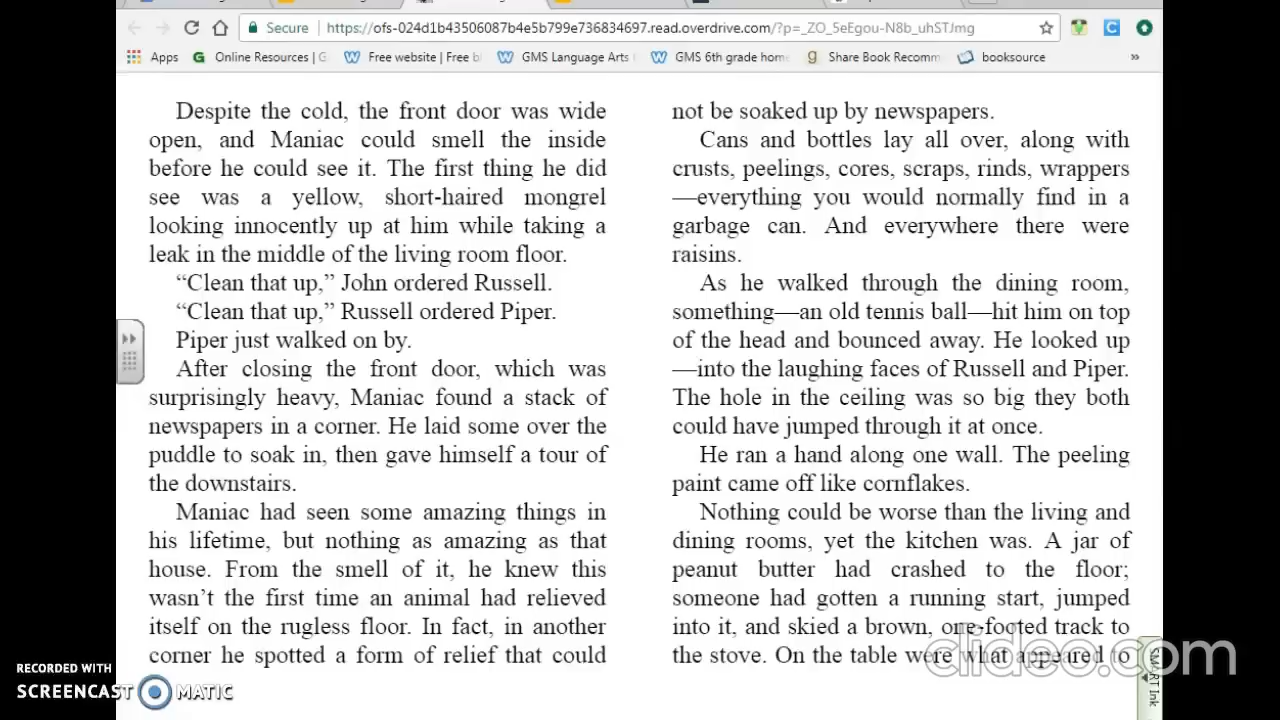 Secure
https://ofs-024d1b43506087b4e5b799e736834697.read.overdrive.com/?p=_ZO_5eEgou-N8b_uhSTJmg
Apps
Online Resources | G
Free website | Free b
GMS Language Arts
GMS 6th grade hom
Share Book Recomm
booksource
»
Despite the cold, the front door was wide
open, and Maniac could smell the inside
before he could see it. The first thing he did
see was a yellow, short-haired mongrel
looking innocently up at him while taking a
leak in the middle of the living room floor.
“Clean that up,” John ordered Russell.
“Clean that up,” Russell ordered Piper.
Piper just walked on by.
After closing the front door, which was
surprisingly heavy, Maniac found a stack of
newspapers in a corner. He laid some over the
puddle to soak in, then gave himself a tour of
the downstairs.
Maniac had seen some amazing things in
his lifetime, but nothing as amazing as that
house. From the smell of it, he knew this
wasn’t the first time an animal had relieved
itself on the rugless floor. In fact, in another
corner he spotted a form of relief that could
not be soaked up by newspapers.
Cans and bottles lay all over, along with
crusts, peelings, cores, scraps, rinds, wrappers
—everything you would normally find in a
garbage can. And everywhere there were
raisins.
As he walked through the dining room,
something—an old tennis ball—hit him on top
of the head and bounced away. He looked up
—into the laughing faces of Russell and Piper.
The hole in the ceiling was so big they both
could have jumped through it at once.
He ran a hand along one wall. The peeling
paint came off like cornflakes.
Nothing could be worse than the living and
dining rooms, yet the kitchen was. A jar of
peanut butter had crashed to the floor;
someone had gotten a running start, jumped
into it, and skied a brown, one-footed track to
the stove. On the table were what appeared to
SMART Ink
clideo.com
RECORDED WITH
SCREENCAST MATIC